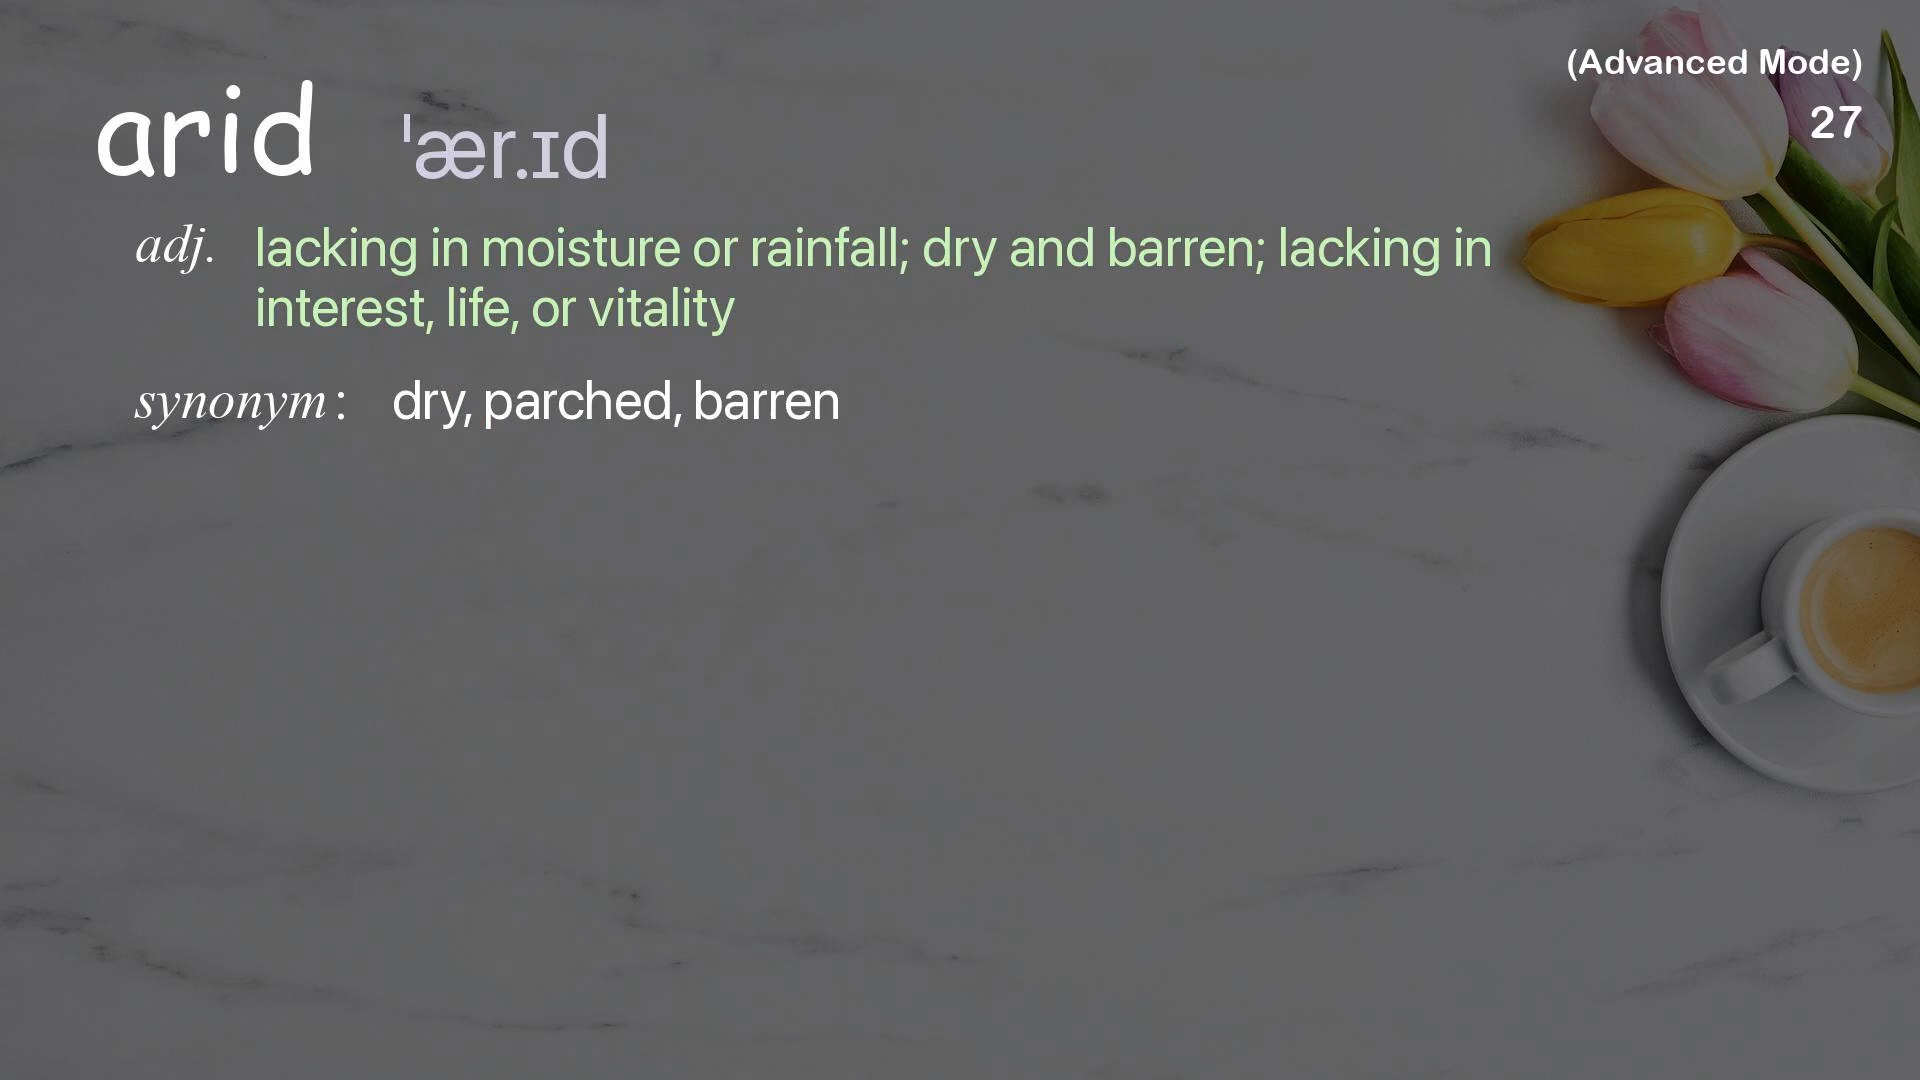 (Advanced Mode)
27
arid ˈær.ɪd
adj. lacking in moisture or rainfall; dry and barren; lacking in
interest, life, or vitality
synonym : dry, parched, barren